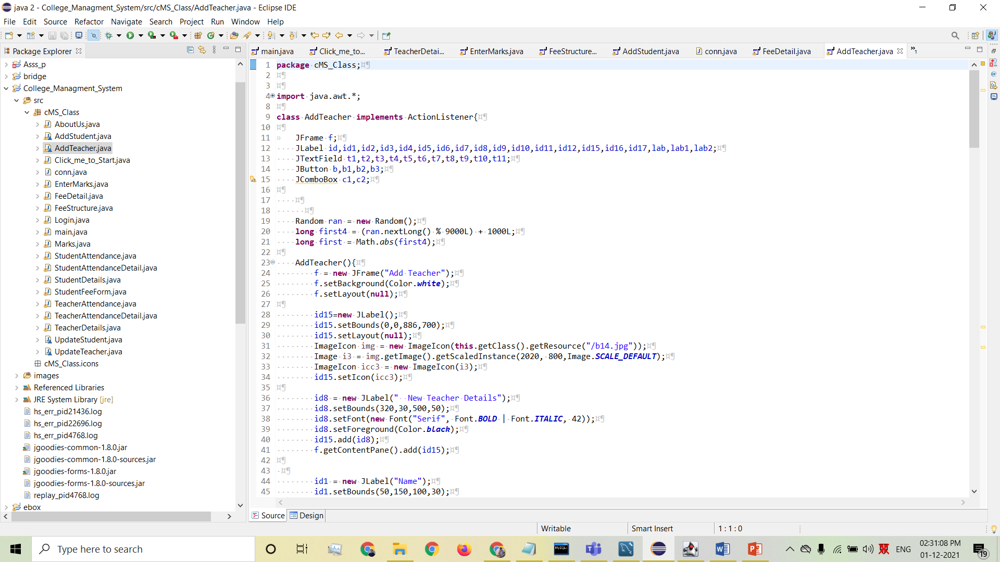 java 2 - College_Managment_System/src/cMS_Class/AddTeacher.java - Eclipse IDE
File Edit Source Refactor Navigate Search Project Run Window Help
Package Explorer
Asss_p
bridge
College_Managment_System
src
cMS_Class
AboutUs.java
AddStudent.java
AddTeacher.java
Click_me_to_Start.java
conn.java
EnterMarks.java
FeeDetail.java
FeeStructure.java
Login.java
main.java
Marks.java
StudentAttendance.java
StudentAttendanceDetail.java
StudentDetails.java
StudentFeeForm.java
TeacherAttendance.java
TeacherAttendanceDetail.java
TeacherDetails.java
UpdateStudent.java
UpdateTeacher.java
cMS_Class.icons
images
Referenced Libraries
JRE System Library [jre]
hs_err_pid21436.log
hs_err_pid22696.log
hs_err_pid4768.log
jgoodies-common-1.8.0.jar
jgoodies-common-1.8.0-sources.jar
jgoodies-forms-1.8.0.jar
jgoodies-forms-1.8.0-sources.jar
replay_pid4768.log
ebox
main.java Click_me_to... TeacherDetai... EnterMarks.java FeeStructure... AddStudent.java conn.java FeeDetail.java AddTeacher.java »1
1 package cMS_Class;¤¶
2 ¤¶
3 ¤¶
4 import java.awt.*;
8 ¤¶
9 class AddTeacher implements ActionListener{¤¶
10 ¤¶
11 » JFrame f;¤¶
12 ····JLabel id,id1,id2,id3,id4,id5,id6,id7,id8,id9,id10,id11,id12,id15,id16,id17,lab,lab1,lab2;¤¶
13 ····JTextField t1,t2,t3,t4,t5,t6,t7,t8,t9,t10,t11;¤¶
14 ····JButton b,b1,b2,b3;¤¶
15 ····JComboBox c1,c2;¤¶
16 ¤¶
17 ····¤¶
18 ······¤¶
19 ····Random ran = new Random();¤¶
20 ····long first4 = (ran.nextLong() % 9000L) + 1000L;¤¶
21 ····long first = Math.abs(first4);¤¶
22 ¤¶
23 ····AddTeacher(){¤¶
24 ········f = new JFrame("Add Teacher");¤¶
25 ········f.setBackground(Color.white);¤¶
26 ········f.setLayout(null);¤¶
27 ¤¶
28 ········id15=new JLabel();¤¶
29 ········id15.setBounds(0,0,886,700);¤¶
30 ········id15.setLayout(null);¤¶
31 ········ImageIcon img = new ImageIcon(this.getClass().getResource("/b14.jpg"));¤¶
32 ········Image i3 = img.getImage().getScaledInstance(2020, 800,Image.SCALE_DEFAULT);¤¶
33 ········ImageIcon icc3 = new ImageIcon(i3);¤¶
34 ········id15.setIcon(icc3);¤¶
35 ¤¶
36 ········id8 = new JLabel("  New Teacher Details");¤¶
37 ········id8.setBounds(320,30,500,50);¤¶
38 ········id8.setFont(new Font("Serif", Font.BOLD | Font.ITALIC, 42));¤¶
39 ········id8.setForeground(Color.black);¤¶
40 ········id15.add(id8);¤¶
41 ········f.getContentPane().add(id15);¤¶
42 ¤¶
43 ·¤¶
44 ········id1 = new JLabel("Name");¤¶
45 ········id1.setBounds(50,150,100,30);¤¶
Source Design
Writable Smart Insert 1 : 1 : 0
Type here to search
MySQL
ENG
02:31:08 PM
01-12-2021
19